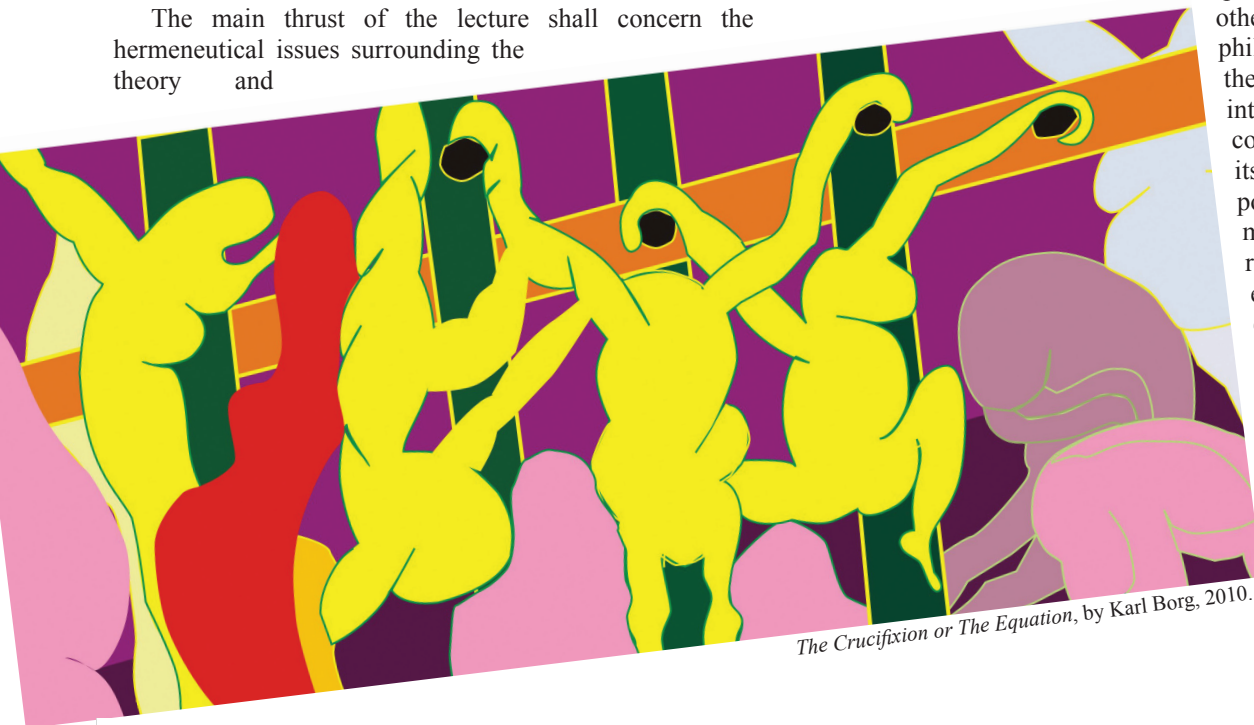 The main thrust of the lecture shall concern the
hermeneutical issues surrounding the
theory and
The Crucifixion or The Equation, by Karl Borg, 2010.